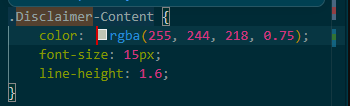 .Disclaimer-Content {
color: rgba(255, 244, 218, 0.75);
font-size: 15px;
line-height: 1.6;
}